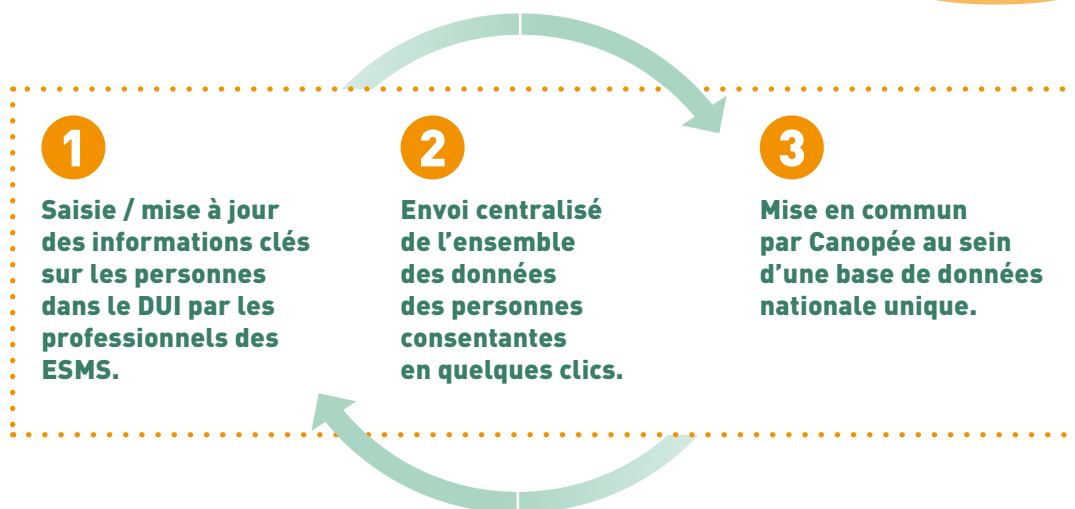 1
Saisie / mise à jour
des informations clés
sur les personnes
dans le DUI par les
professionnels des
ESMS.
2
Envoi centralisé
de l’ensemble
des données
des personnes
consentantes
en quelques clics.
3
Mise en commun
par Canopée au sein
d’une base de données
nationale unique.